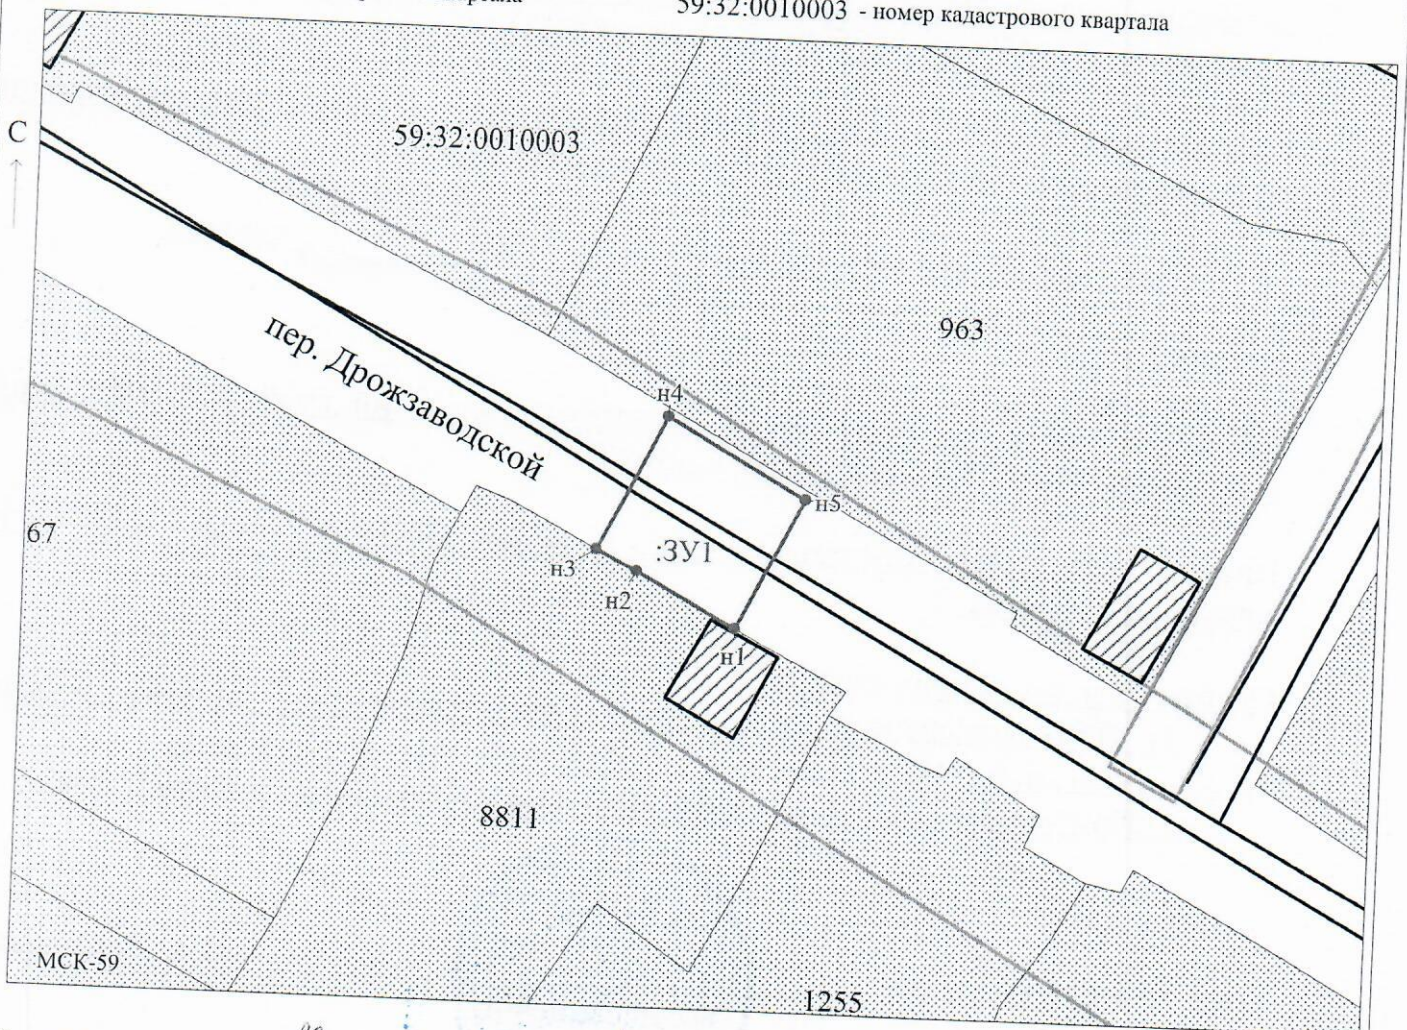 59:32:0010003 - номер кадастрового квартала
59:32:0010003
С
963
пер. Дрожзаводской
н4
н5
67
:ЗУ1
н3
н2
н1
8811
МСК-59
1255